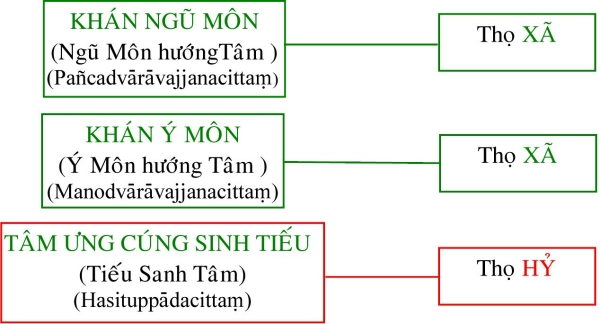 KHÁN NGŨ MÔN
(Ngũ Môn hướngTâm )
(Pañcadvārāvajjanacittaṃ)
Thọ XÃ
KHÁN Ý MÔN
(Ý Môn hướng Tâm )
(Manodvārāvajjanacittaṃ)
Thọ XÃ
TÂM ƯNG CÚNG SINH TIẾU
(Tiếu Sanh Tâm)
(Hasituppādacittaṃ)
Thọ HỶ